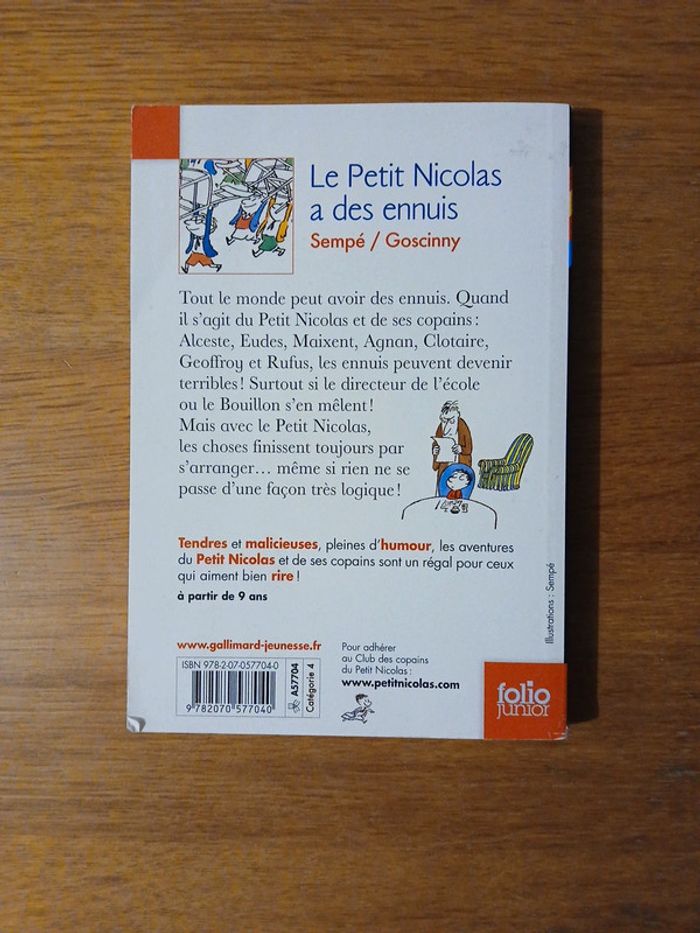 Le Petit Nicolas
a des ennuis
Sempé / Goscinny
Tout le monde peut avoir des ennuis. Quand
il s'agit du Petit Nicolas et de ses copains :
Alceste, Eudes, Maixent, Agnan, Clotaire,
Geoffroy et Rufus, les ennuis peuvent devenir
terribles ! Surtout si le directeur de l'école
ou le Bouillon s'en mêlent !
Mais avec le Petit Nicolas,
les choses finissent toujours par
s'arranger... même si rien ne se
passe d'une façon très logique !
Tendres et malicieuses, pleines d'humour, les aventures
du Petit Nicolas et de ses copains sont un régal pour ceux
qui aiment bien rire !
à partir de 9 ans
Illustrations : Sempé
www.gallimard-jeunesse.fr
ISBN 978-2-07-057704-0
9 782070 577040
A57704
Catégorie 4
Pour adhérer
au Club des copains
du Petit Nicolas :
www.petitnicolas.com
folio
junior